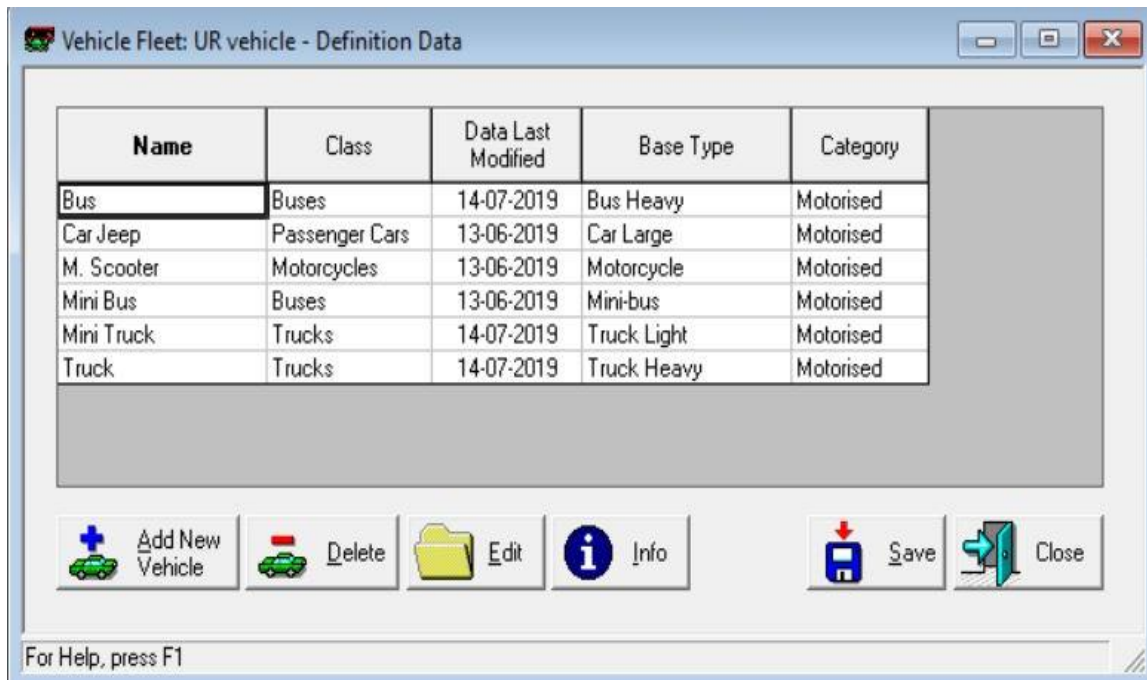 Vehicle Fleet: UR vehicle - Definition Data
Name Class Data Last Modified Base Type Category
Bus Buses 14-07-2019 Bus Heavy Motorised
Car Jeep Passenger Cars 13-06-2019 Car Large Motorised
M. Scooter Motorcycles 13-06-2019 Motorcycle Motorised
Mini Bus Buses 13-06-2019 Mini-bus Motorised
Mini Truck Trucks 14-07-2019 Truck Light Motorised
Truck Trucks 14-07-2019 Truck Heavy Motorised
Add New Vehicle Delete Edit Info Save Close
For Help, press F1